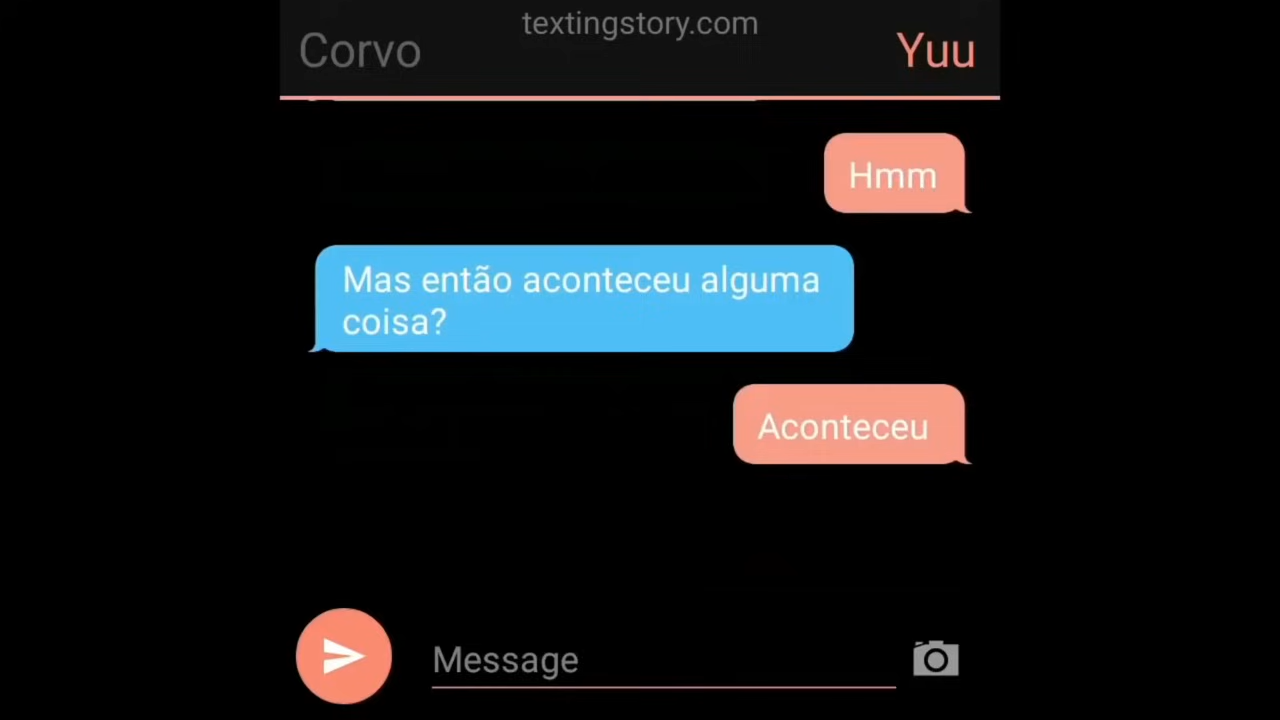 textingstory.com
Corvo
Yuu
Hmm
Mas então aconteceu alguma
coisa?
Aconteceu
Message